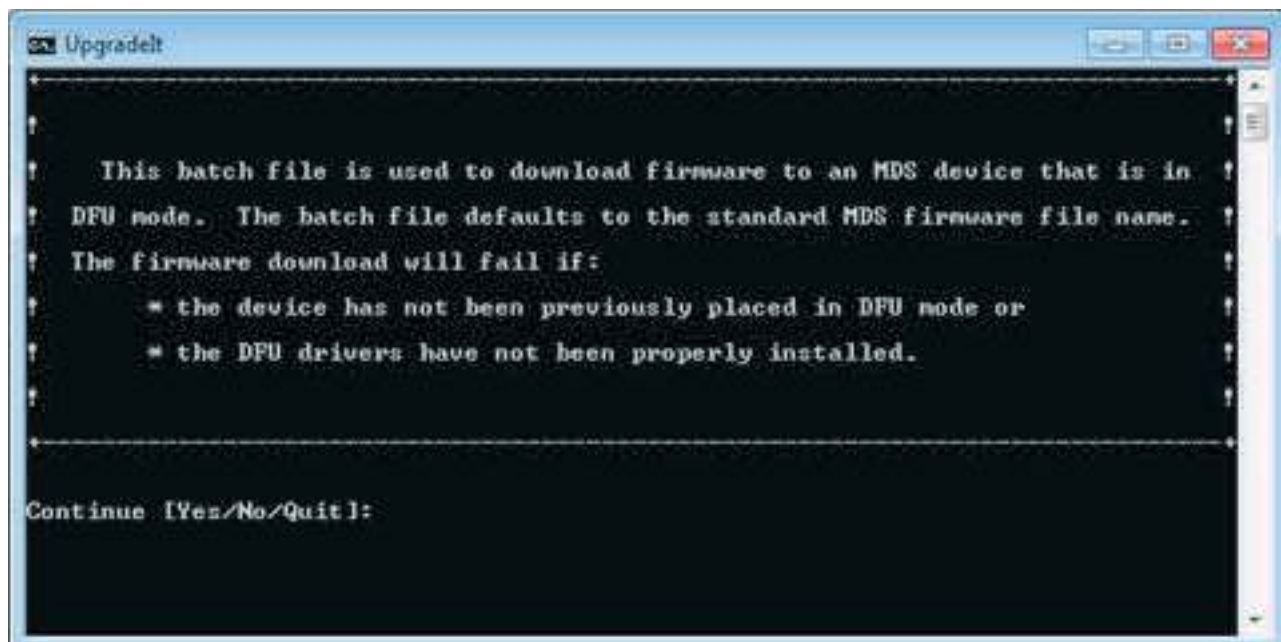 UpgradeIt
This batch file is used to download firmware to an MDS device that is in
DFU mode. The batch file defaults to the standard MDS firmware file name.
The firmware download will fail if:
* the device has not been previously placed in DFU mode or
* the DFU drivers have not been properly installed.
Continue [Yes/No/Quit]: